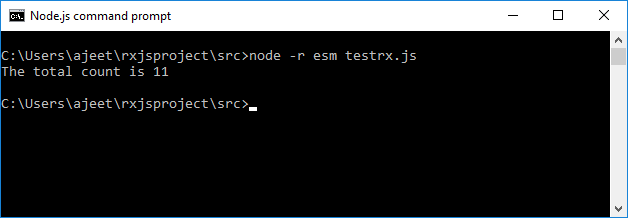 Node.js command prompt
C:\Users\ajeet\rxjsproject\src>node -r esm testrx.js
The total count is 11
C:\Users\ajeet\rxjsproject\src>